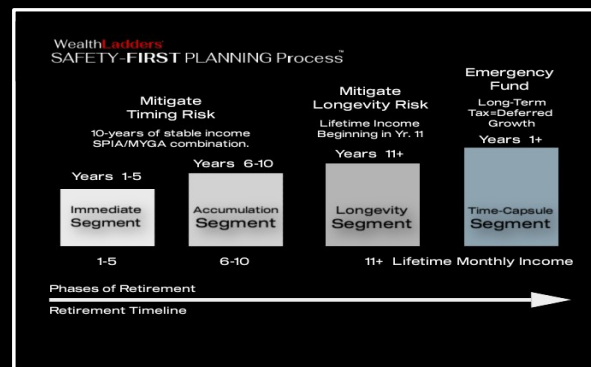 WealthLadders®
SAFETY-FIRST PLANNING Process™
Mitigate
Timing Risk
10-years of stable income
SPIA/MYGA combination.
Years 1-5
Immediate
Segment
1-5
Years 6-10
Accumulation
Segment
6-10
Mitigate
Longevity Risk
Lifetime Income
Beginning in Yr. 11
Years 11+
Longevity
Segment
Emergency
Fund
Long-Term
Tax=Deferred
Growth
Years 1+
Time-Capsule
Segment
11+ Lifetime Monthly Income
Phases of Retirement
Retirement Timeline